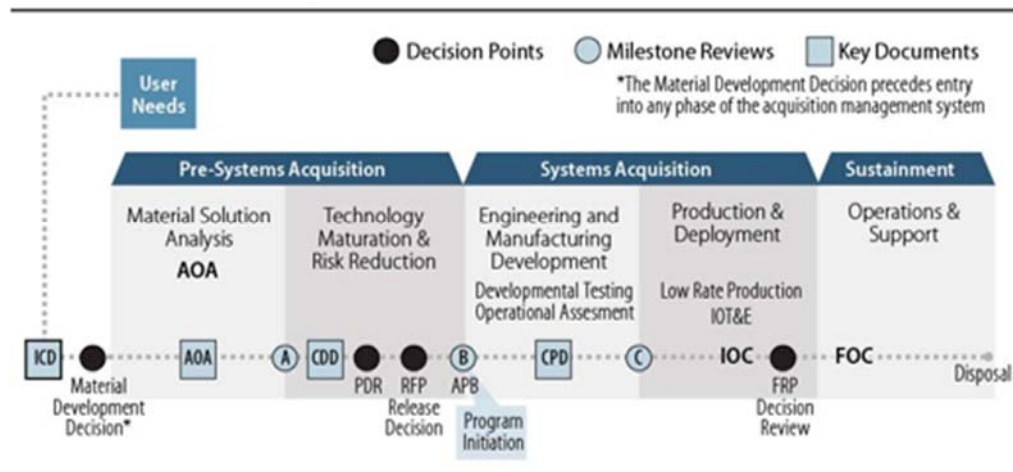 Decision Points
Milestone Reviews
Key Documents
*The Material Development Decision precedes entry
into any phase of the acquisition management system
User
Needs
Pre-Systems Acquisition
Systems Acquisition
Sustainment
Material Solution
Analysis
AOA
Technology
Maturation &
Risk Reduction
Engineering and
Manufacturing
Development
Developmental Testing
Operational Assesment
Production &
Deployment
Low Rate Production
IOT&E
Operations &
Support
ICD
Material
Development
Decision*
AOA
A
CDD
PDR
RFP
Release
Decision
B
APB
Program
Initiation
CPD
C
IOC
FRP
Decision
Review
FOC
Disposal